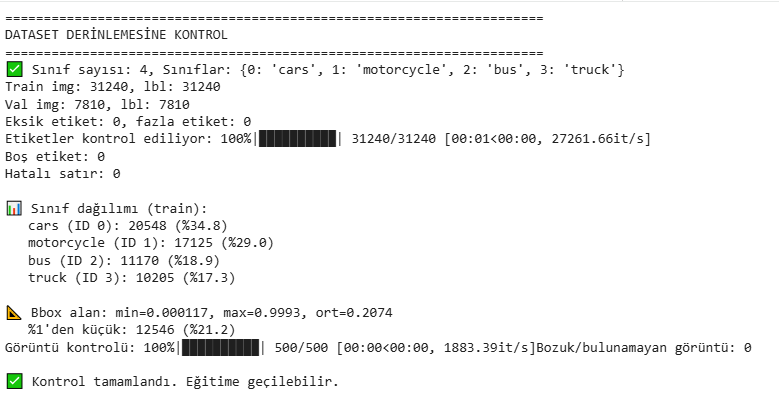 ======================================================================
DATASET DERİNLEMESİNE KONTROL
======================================================================
✅ Sınıf sayısı: 4, Sınıflar: {0: 'cars', 1: 'motorcycle', 2: 'bus', 3: 'truck'}
Train img: 31240, lbl: 31240
Val img: 7810, lbl: 7810
Eksik etiket: 0, fazla etiket: 0
Etiketler kontrol ediliyor: 100%|██████████| 31240/31240 [00:01<00:00, 27261.66it/s]
Boş etiket: 0
Hatalı satır: 0
📊 Sınıf dağılımı (train):
cars (ID 0): 20548 (%34.8)
motorcycle (ID 1): 17125 (%29.0)
bus (ID 2): 11170 (%18.9)
truck (ID 3): 10205 (%17.3)
📐 Bbox alan: min=0.000117, max=0.9993, ort=0.2074
%1'den küçük: 12546 (%21.2)
Görüntü kontrolü: 100%|██████████| 500/500 [00:00<00:00, 1883.39it/s]Bozuk/bulunamayan görüntü: 0
✅ Kontrol tamamlandı. Eğitime geçilebilir.